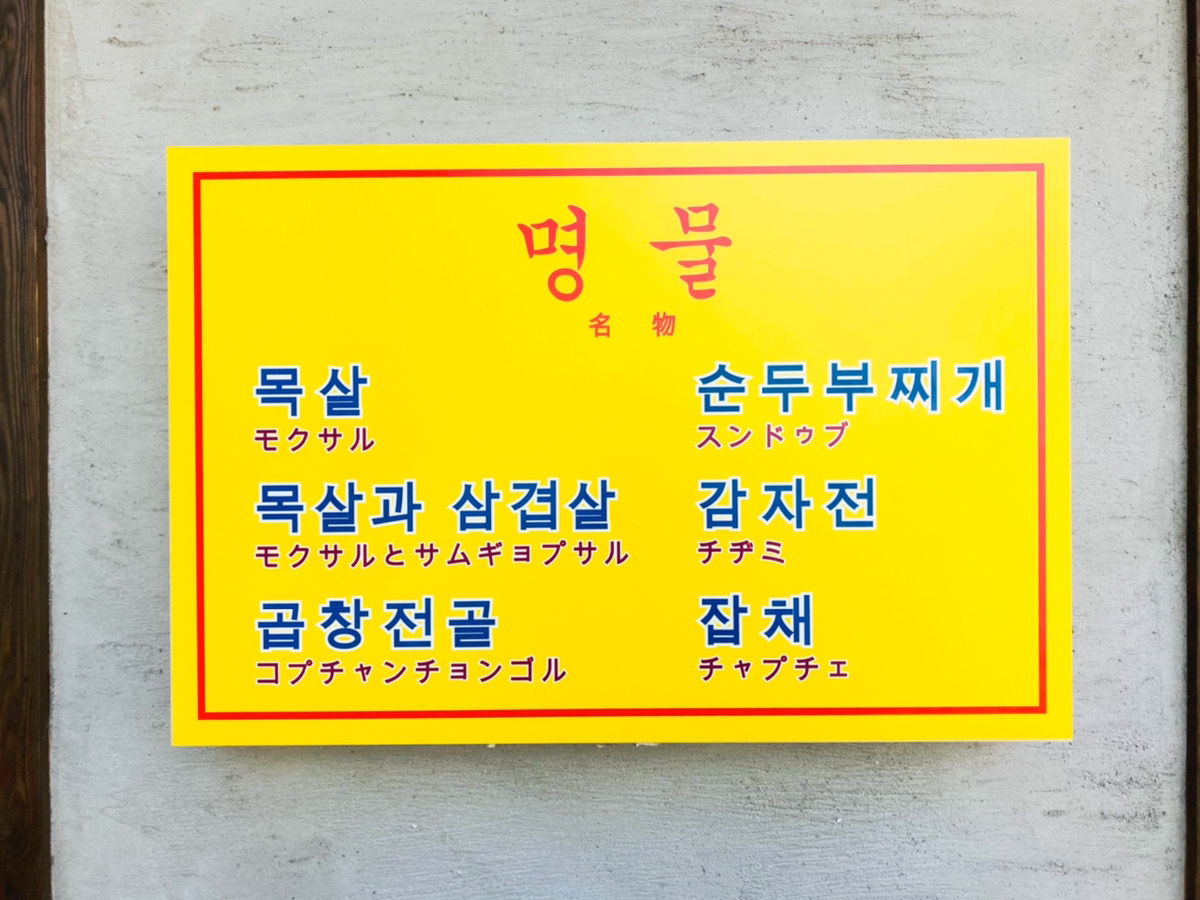 명물
名物
목살
モクサル
목살과 삼겹살
モクサルとサムギョプサル
곱창전골
コプチャンチョンゴル
순두부찌개
スンドゥブ
감자전
チヂミ
잡채
チャプチェ